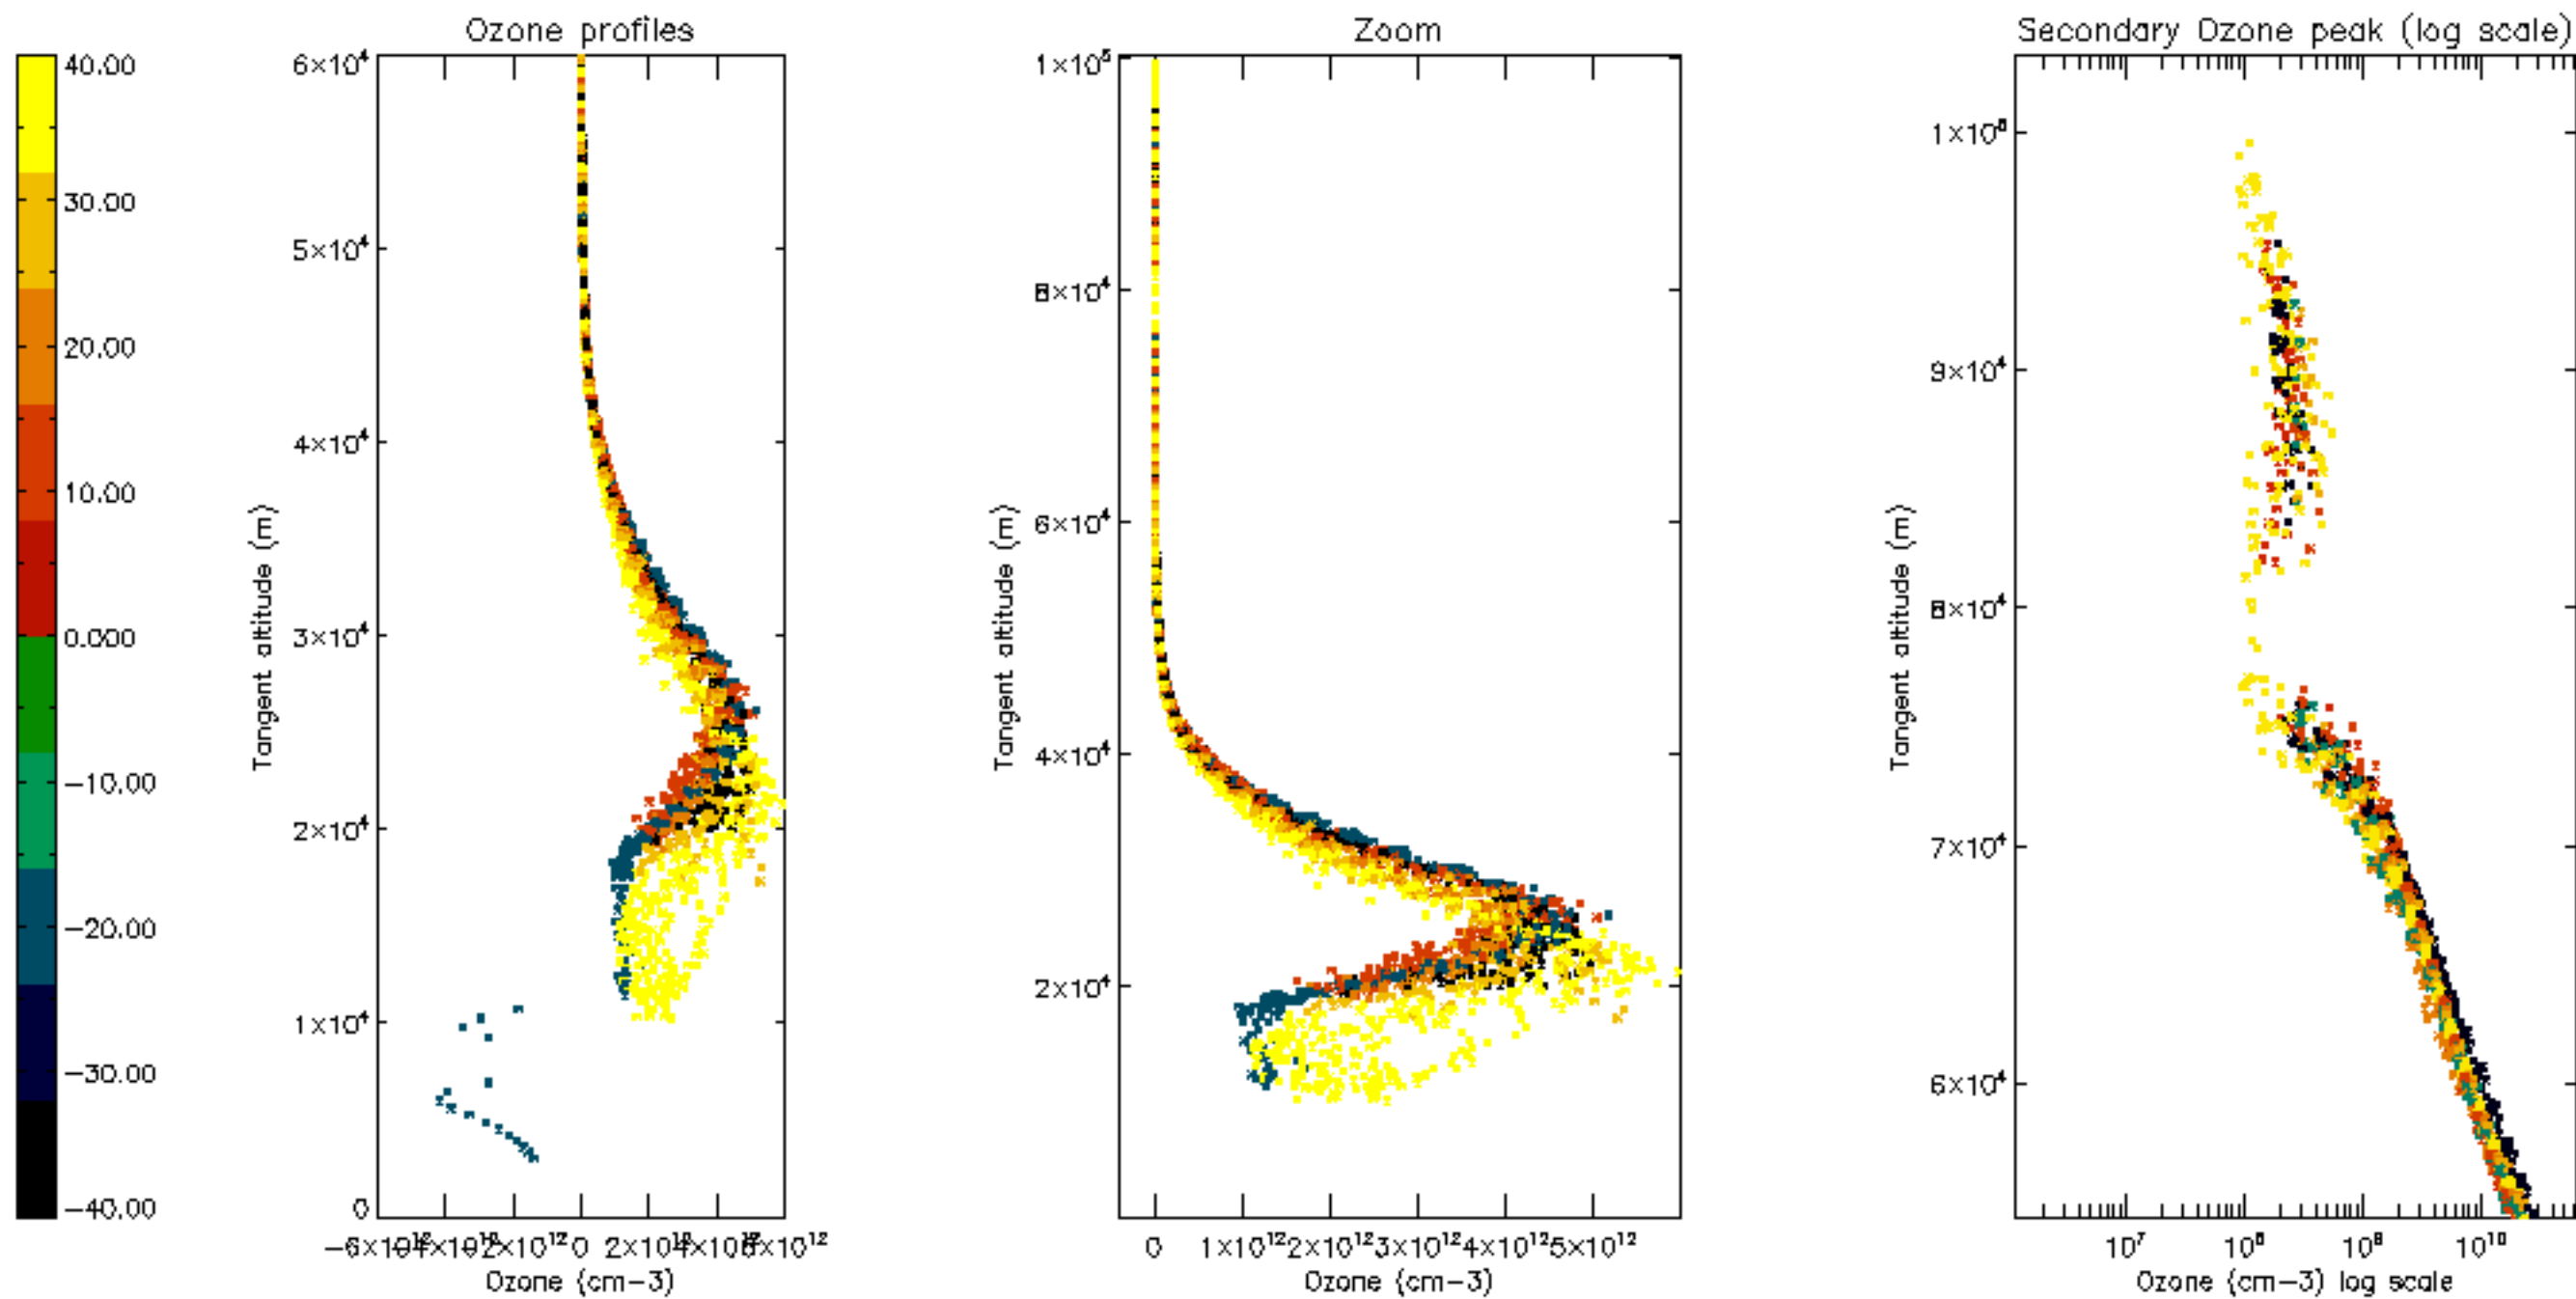 Ozone profiles
Zoom
Secondary Ozone peak (log scale)
40.00
30.00
20.00
10.00
-10.00
-20.00
-30.00
-40.00
6×10⁴
5×10⁴
4×10⁴
3×10⁴
2×10⁴
1×10⁴
0
Tangent altitude (m)
0
Ozone (cm-3)
1×10⁵
8×10⁴
6×10⁴
4×10⁴
2×10⁴
Tangent altitude (m)
0 1×10¹² 2×10¹² 3×10¹² 4×10¹² 5×10¹²
Ozone (cm-3)
9×10⁴
8×10⁴
7×10⁴
6×10⁴
Tangent altitude (m)
10⁷ 10⁸ 10⁹ 10¹⁰
Ozone (cm-3) log scale